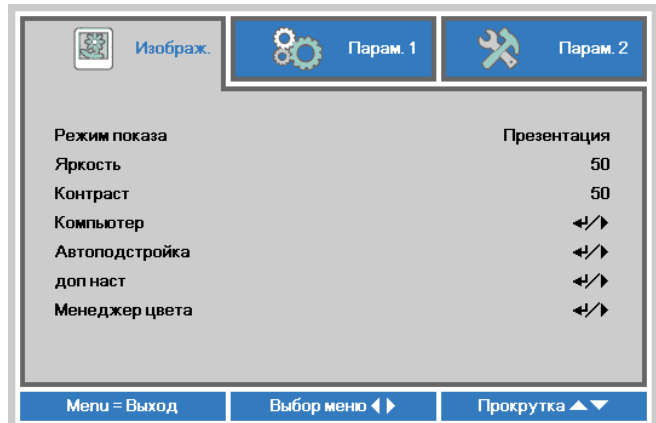 Изображ. Парам. 1 Парам. 2
Режим показа Презентация
Яркость 50
Контраст 50
Компьютер ↵/▶
Автоподстройка ↵/▶
доп наст ↵/▶
Менеджер цвета ↵/▶
Menu = Выход Выбор меню ◀▶ Прокрутка ▲▼